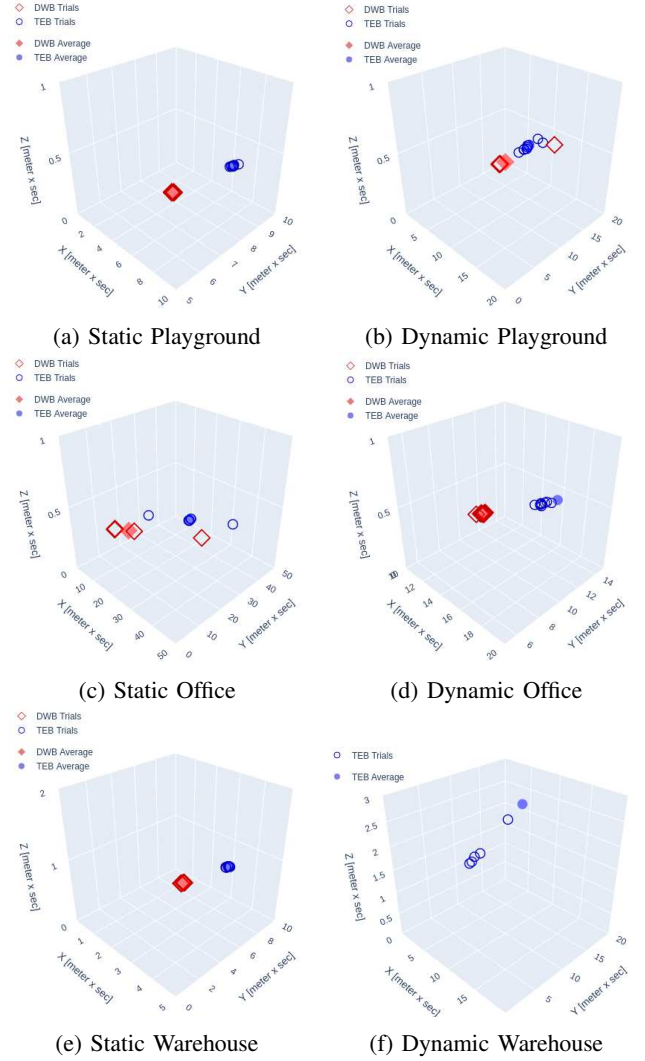 DWB Trials
TEB Trials
DWB Average
TEB Average
1
0.5
0
Z [meter x sec]
0
2
4
6
8
10
X [meter x sec]
5
6
7
8
9
10
Y [meter x sec]
(a) Static Playground
DWB Trials
TEB Trials
DWB Average
TEB Average
1
0.5
0
Z [meter x sec]
5
10
15
20
X [meter x sec]
0
5
10
15
20
Y [meter x sec]
(b) Dynamic Playground
DWB Trials
TEB Trials
DWB Average
TEB Average
1
0.5
0
Z [meter x sec]
10
20
30
40
50
X [meter x sec]
0
10
20
30
40
50
Y [meter x sec]
(c) Static Office
DWB Trials
TEB Trials
DWB Average
TEB Average
1
0.5
Z [meter x sec]
12
14
16
18
20
X [meter x sec]
6
8
10
12
14
Y [meter x sec]
(d) Dynamic Office
DWB Trials
TEB Trials
DWB Average
TEB Average
2
1
0
Z [meter x sec]
1
2
3
4
5
X [meter x sec]
0
2
4
6
8
10
Y [meter x sec]
(e) Static Warehouse
TEB Trials
TEB Average
3
2.5
2
1.5
1
0.5
Z [meter x sec]
0
5
10
15
X [meter x sec]
5
10
15
20
Y [meter x sec]
(f) Dynamic Warehouse